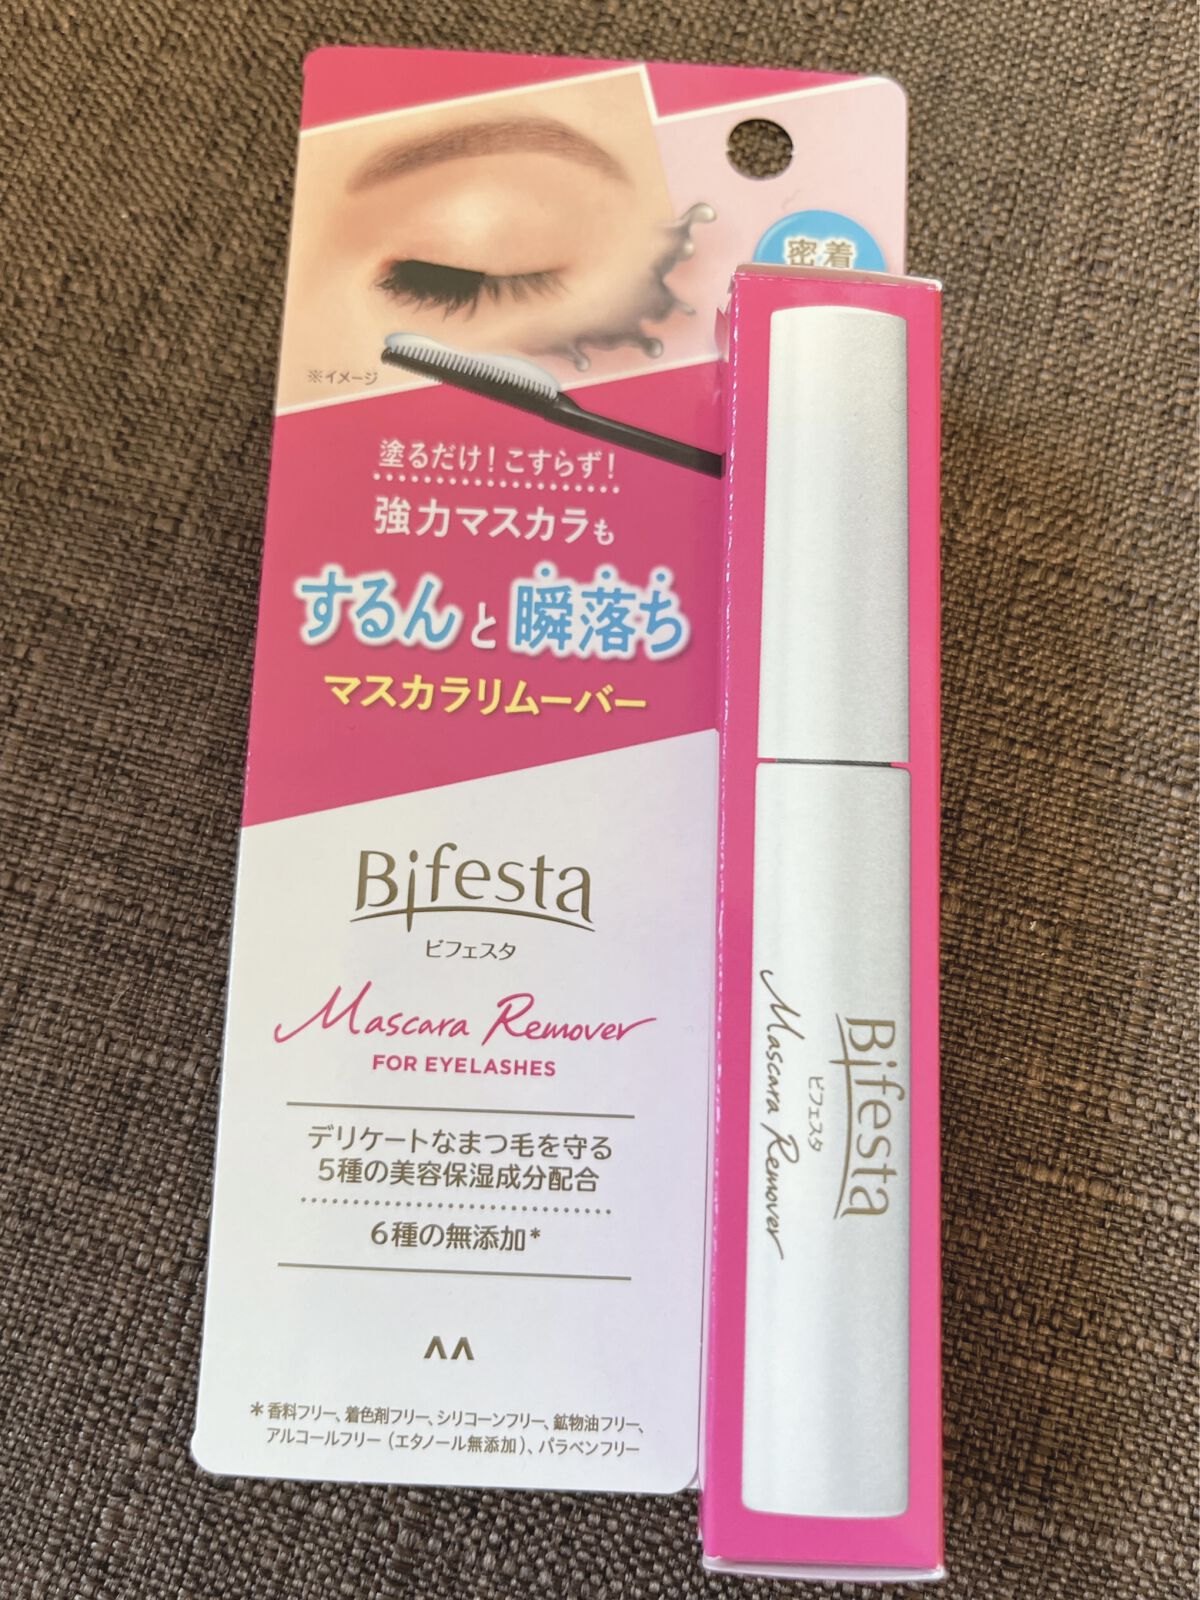 密着
※イメージ
塗るだけ！こすらず！
強力マスカラも
するんと瞬落ち
マスカラリムーバー
Bifesta
ビフェスタ
Mascara Remover
FOR EYELASHES
デリケートなまつ毛を守る
5種の美容保湿成分配合
6種の無添加*
*香料フリー、着色剤フリー、シリコーンフリー、鉱物油フリー、
アルコールフリー（エタノール無添加）、パラベンフリー
Bifesta
ビフェスタ
Mascara Remover